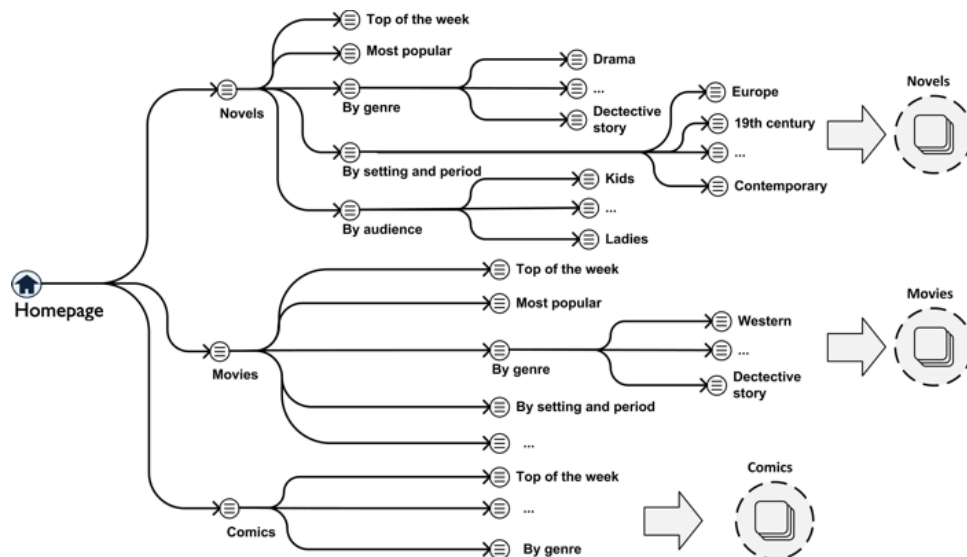 Top of the week
Most popular
Novels
By genre
Drama
...
Dectective
story
By setting and period
Europe
19th century
...
Contemporary
By audience
Kids
...
Ladies
Novels
Homepage
Movies
Top of the week
Most popular
By genre
Western
...
Dectective
story
By setting and period
...
Movies
Comics
Top of the week
...
By genre
Comics